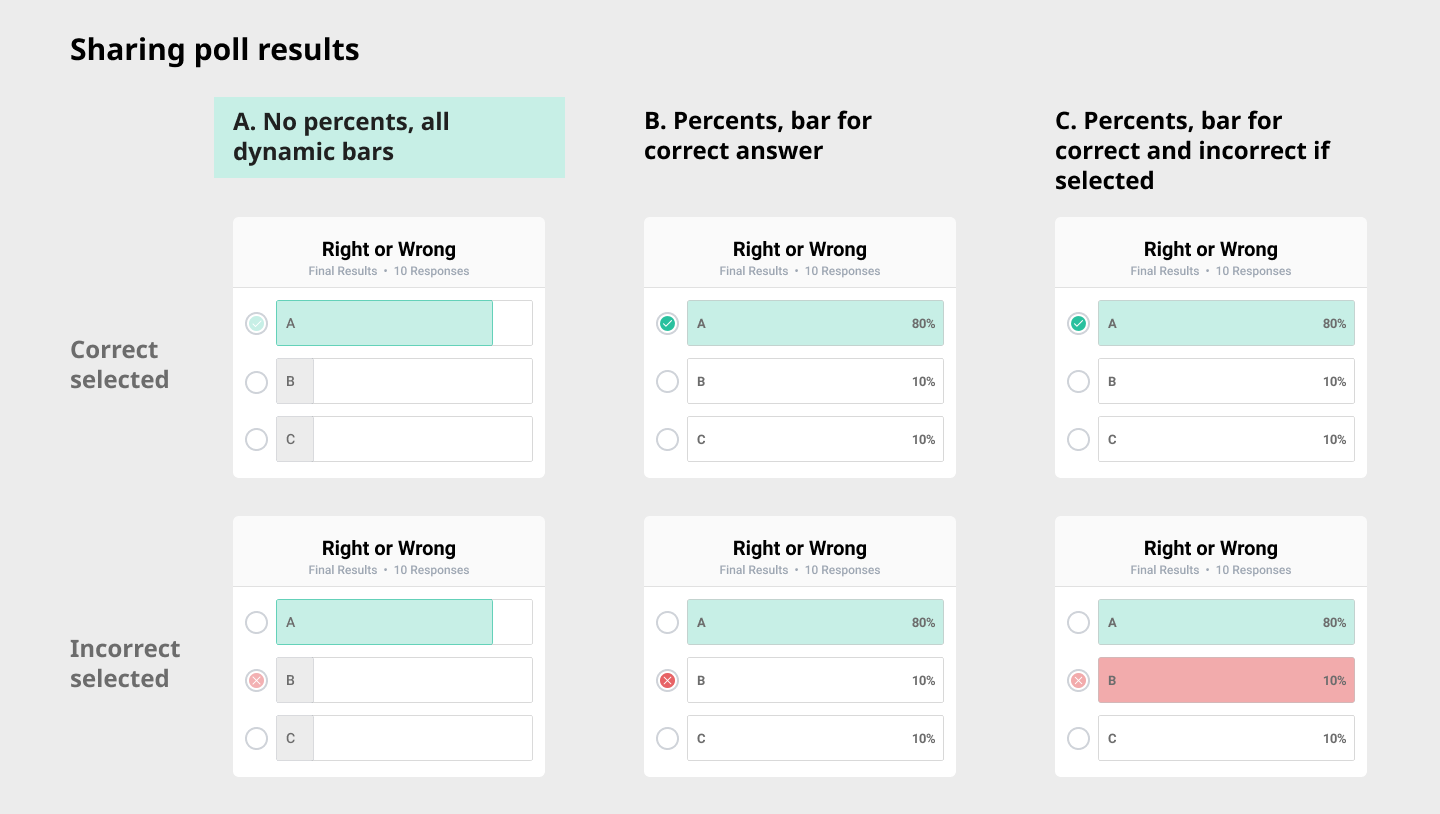 Sharing poll results
A. No percents, all
dynamic bars
B. Percents, bar for
correct answer
C. Percents, bar for
correct and incorrect if
selected
Correct
selected
Right or Wrong
Final Results • 10 Responses
A
B
C
Right or Wrong
Final Results • 10 Responses
A 80%
B 10%
C 10%
Right or Wrong
Final Results • 10 Responses
A 80%
B 10%
C 10%
Incorrect
selected
Right or Wrong
Final Results • 10 Responses
A
B
C
Right or Wrong
Final Results • 10 Responses
A 80%
B 10%
C 10%
Right or Wrong
Final Results • 10 Responses
A 80%
B 10%
C 10%